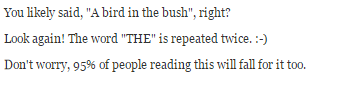 You likely said, "A bird in the bush", right?
Look again! The word "THE" is repeated twice. :-)
Don't worry, 95% of people reading this will fall for it too.